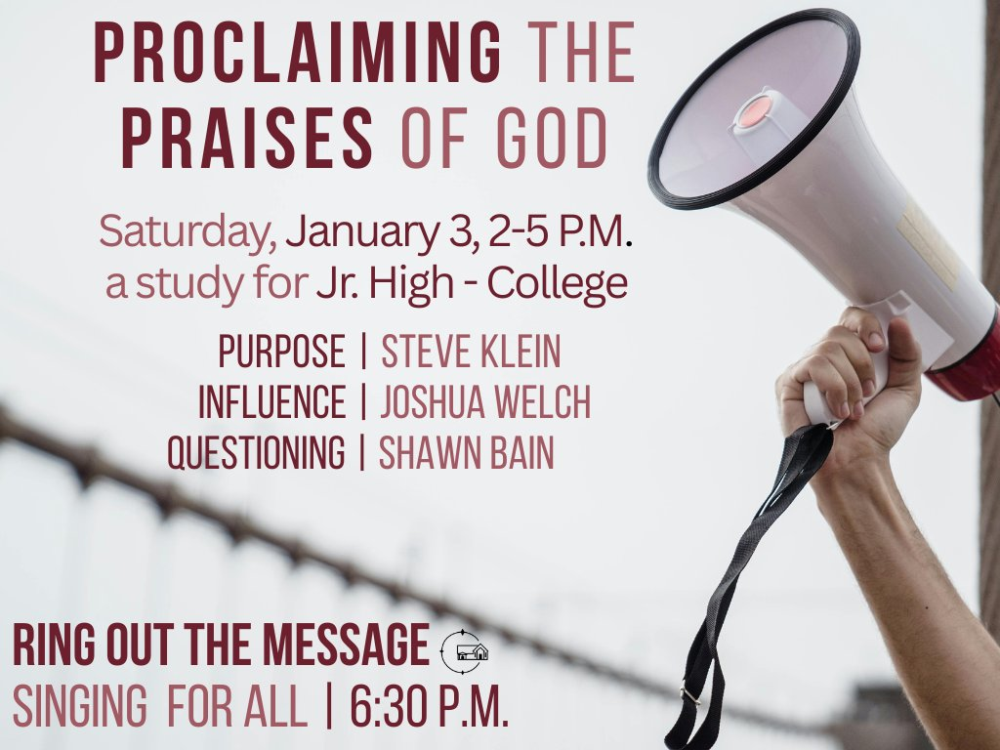 PROCLAIMING THE
PRAISES OF GOD
Saturday, January 3, 2-5 P.M.
a study for Jr. High - College
PURPOSE | STEVE KLEIN
INFLUENCE | JOSHUA WELCH
QUESTIONING | SHAWN BAIN
RING OUT THE MESSAGE
SINGING FOR ALL | 6:30 P.M.